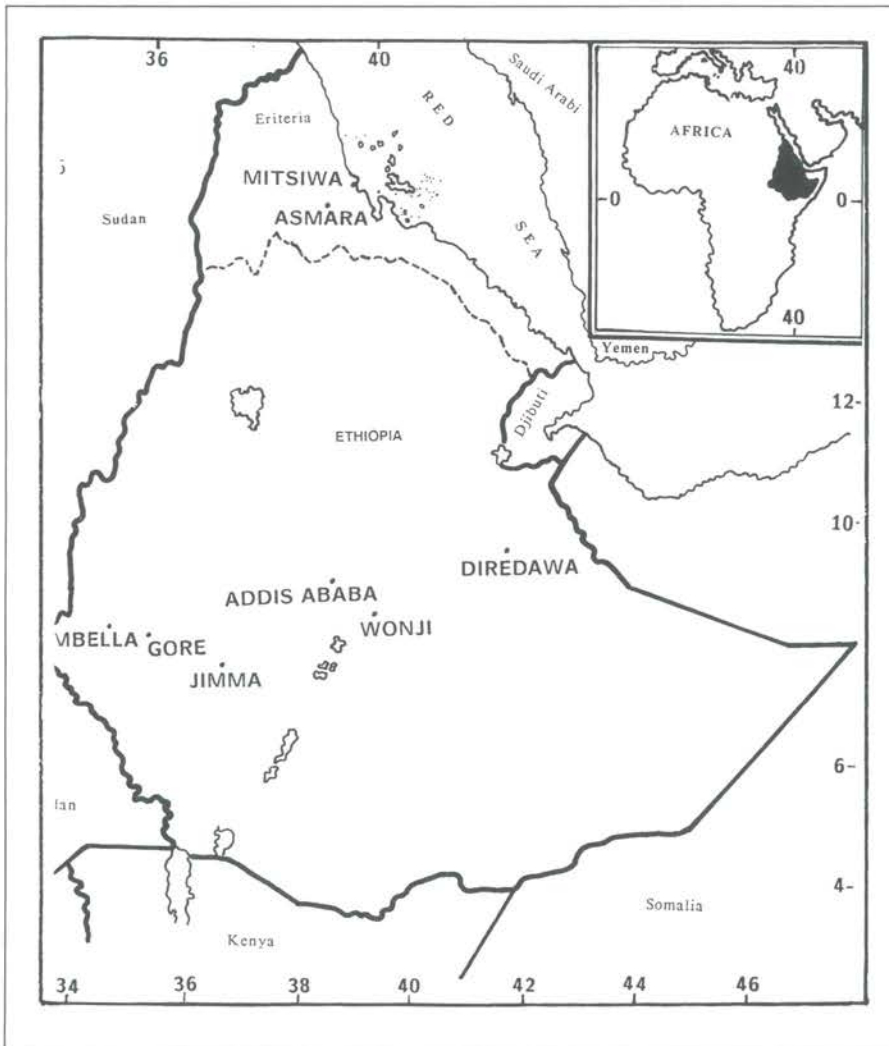 36
40
Saudi Arabi
40
Eriteria
RED
AFRICA
MITSIWA
0
0
Sudan
ASMARA
SEA
40
Yemen
12-
Djibuti
ETHIOPIA
10-
DIREDAWA
ADDIS ABABA
WONJI
MBELLA
GORE
JIMMA
6-
lan
4-
Somalia
Kenya
34
36
38
40
42
44
46